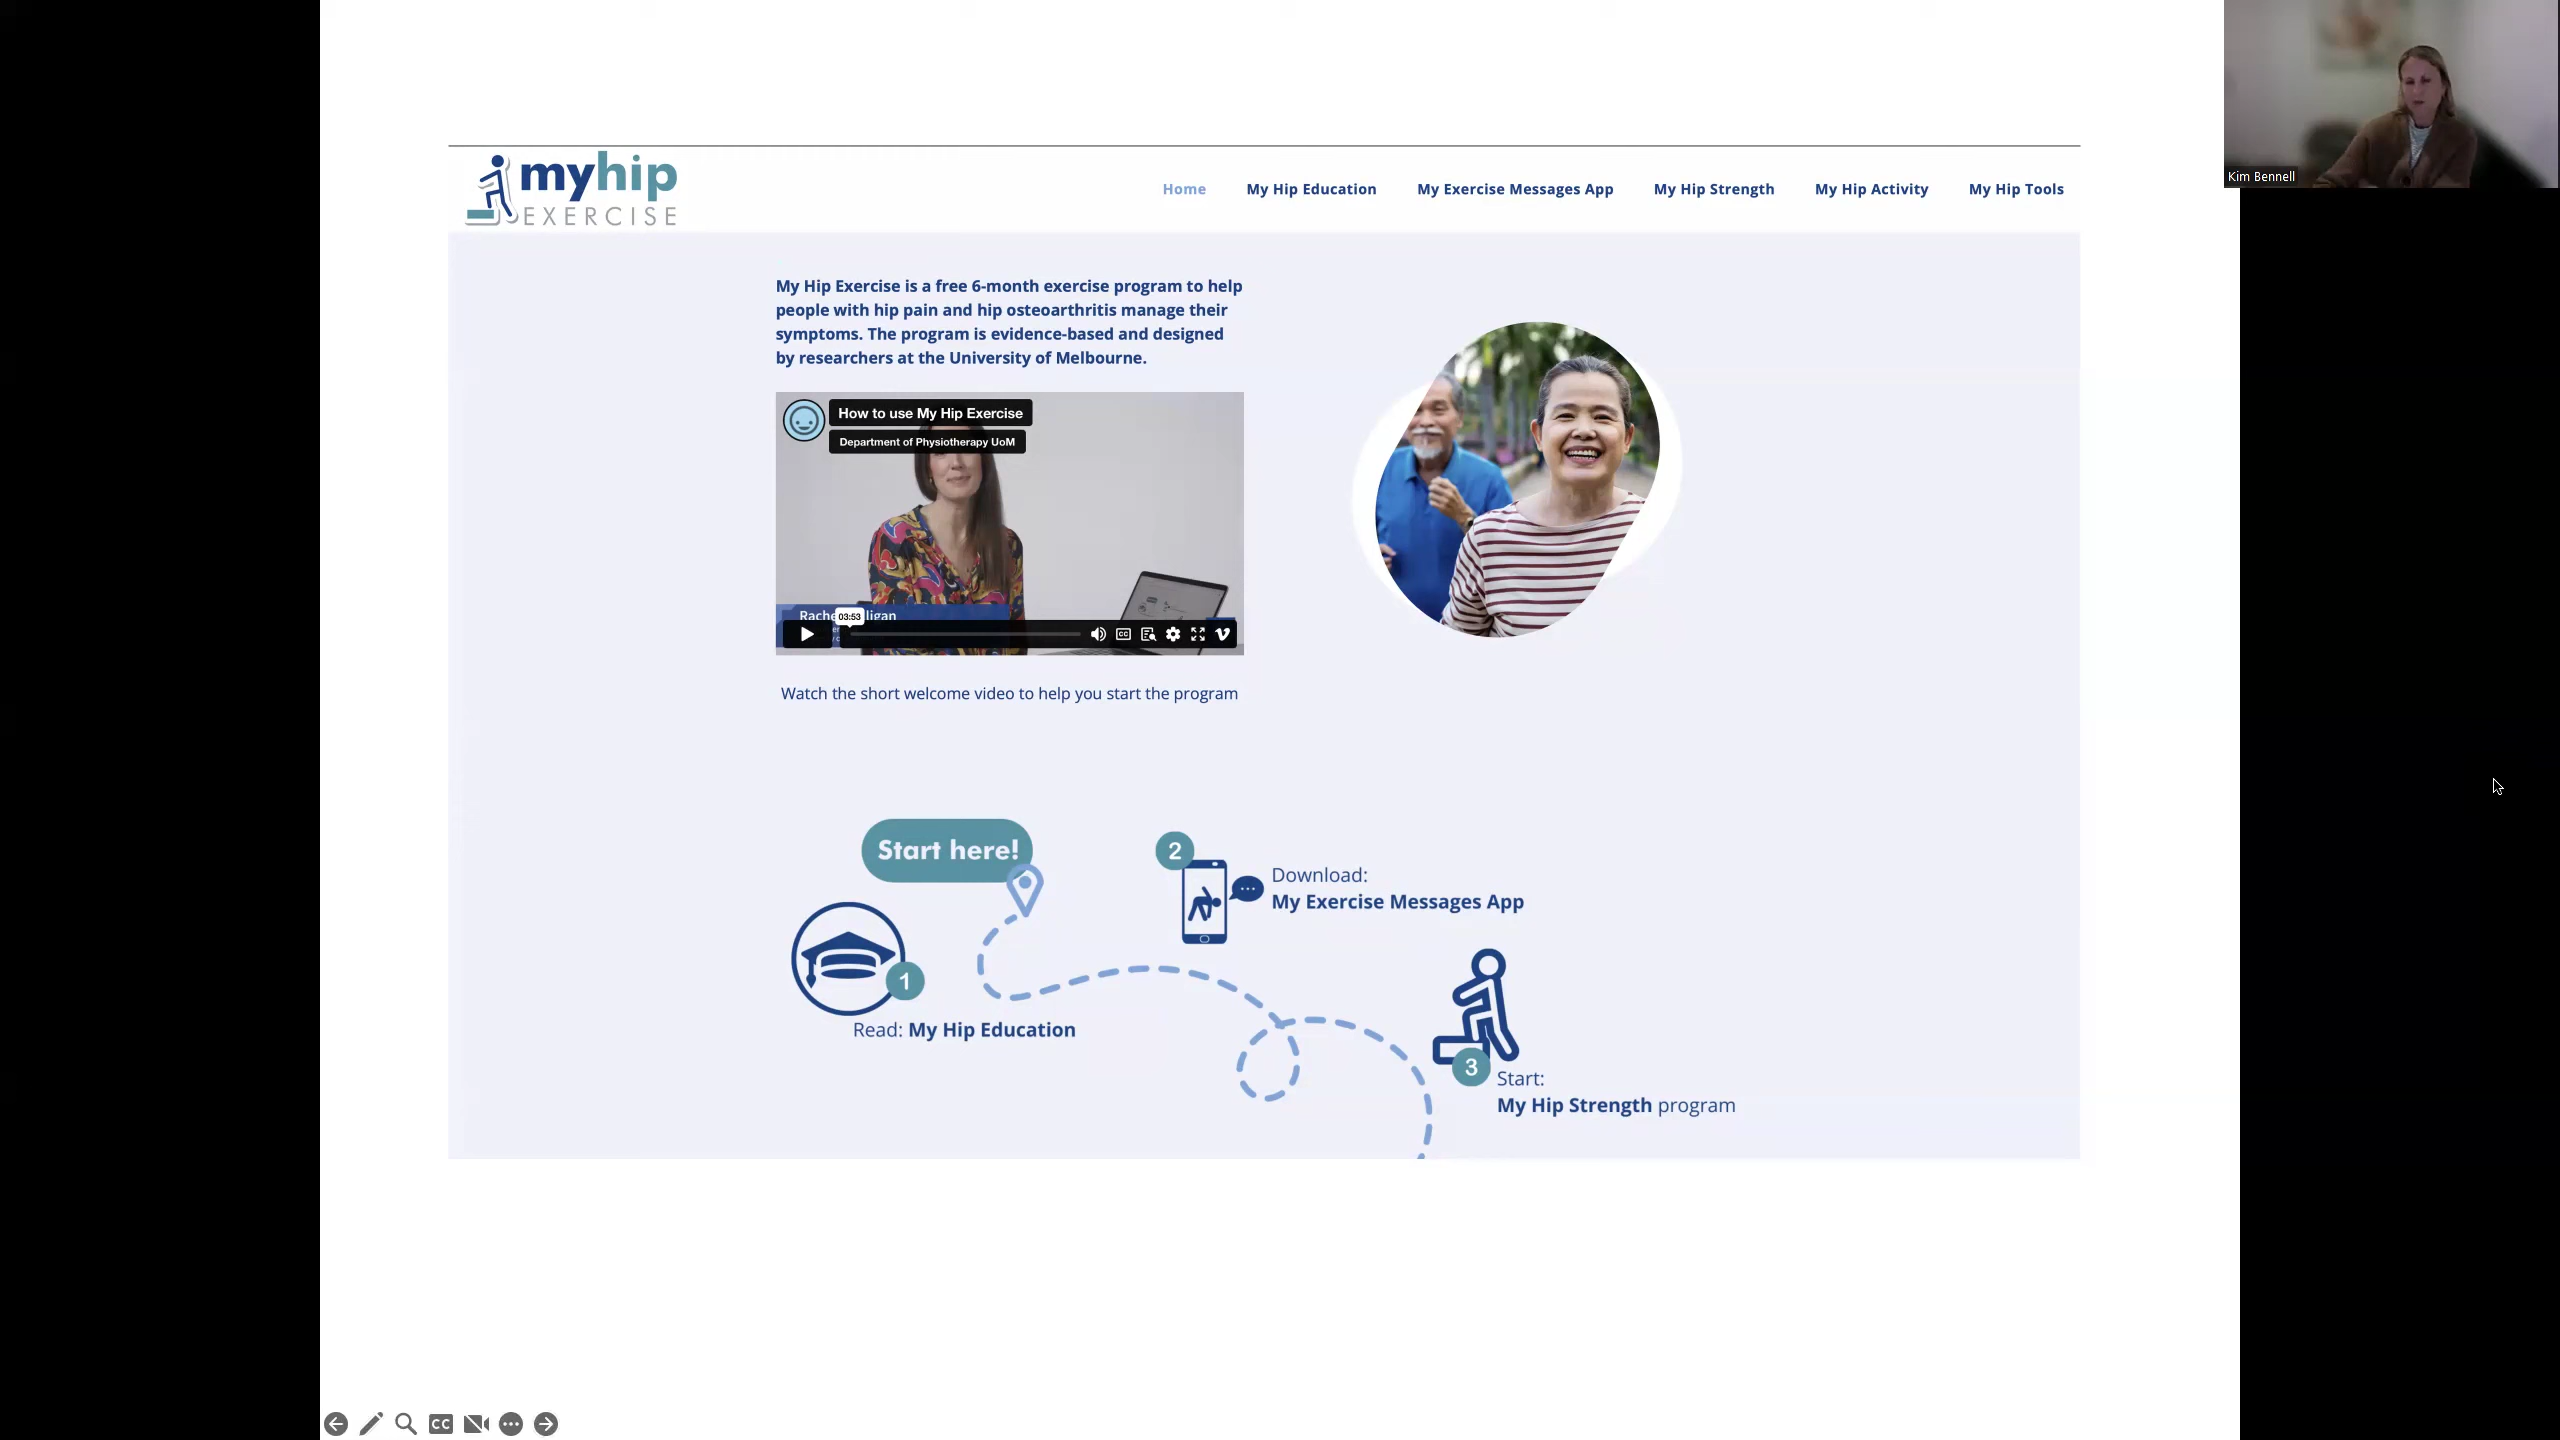 myhip
EXERCISE
Home
My Hip Education
My Exercise Messages App
My Hip Strength
My Hip Activity
My Hip Tools
Kim Bennell
My Hip Exercise is a free 6-month exercise program to help
people with hip pain and hip osteoarthritis manage their
symptoms. The program is evidence-based and designed
by researchers at the University of Melbourne.
How to use My Hip Exercise
Department of Physiotherapy UoM
03:53
CC
Watch the short welcome video to help you start the program
Start here!
1
Read: My Hip Education
2
Download:
My Exercise Messages App
3
Start:
My Hip Strength program
CC